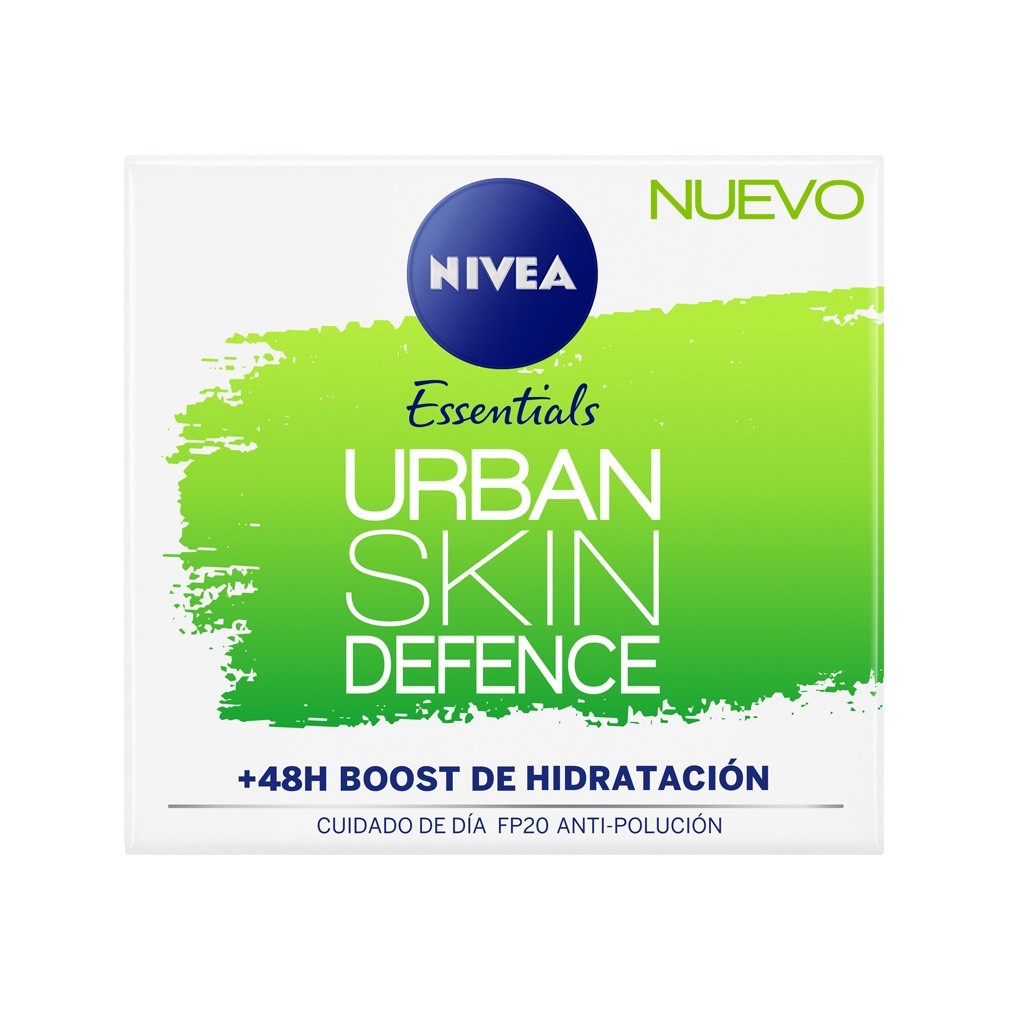 NUEVO
NIVEA
Essentials
URBAN
SKIN
DEFENCE
+48H BOOST DE HIDRATACIÓN
CUIDADO DE DÍA FP20 ANTI-POLUCIÓN